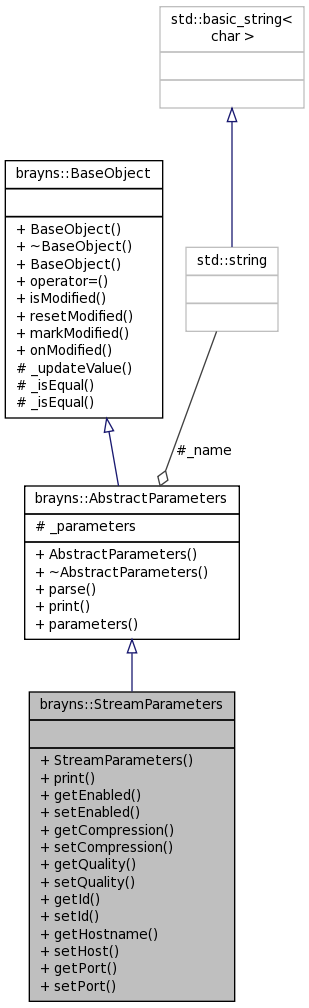 std::basic_string<
char >
brayns::BaseObject
+ BaseObject()
+ ~BaseObject()
+ BaseObject()
+ operator=()
+ isModified()
+ resetModified()
+ markModified()
+ onModified()
# _updateValue()
# _isEqual()
# _isEqual()
std::string
#_name
brayns::AbstractParameters
# _parameters
+ AbstractParameters()
+ ~AbstractParameters()
+ parse()
+ print()
+ parameters()
brayns::StreamParameters
+ StreamParameters()
+ print()
+ getEnabled()
+ setEnabled()
+ getCompression()
+ setCompression()
+ getQuality()
+ setQuality()
+ getId()
+ setId()
+ getHostname()
+ setHost()
+ getPort()
+ setPort()